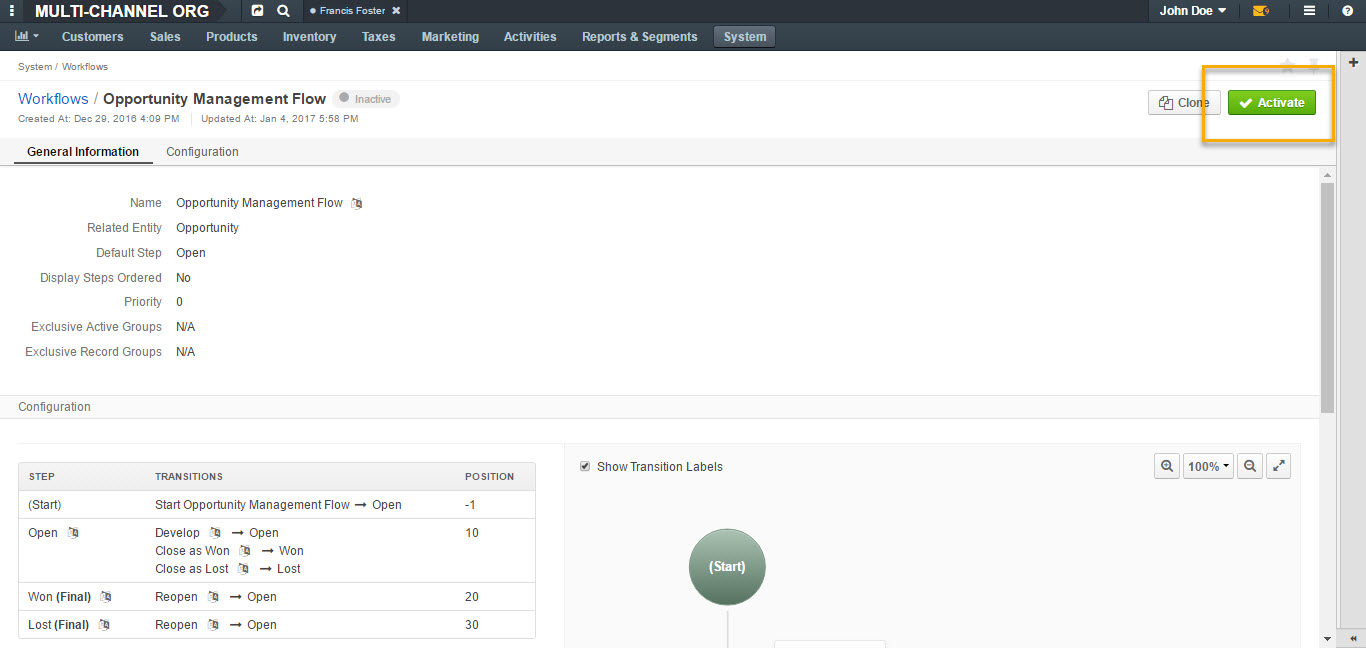 MULTI-CHANNEL ORG Francis Foster John Doe
Customers Sales Products Inventory Taxes Marketing Activities Reports & Segments System
System / Workflows
Workflows / Opportunity Management Flow Inactive Clone Activate
Created At: Dec 29, 2016 4:09 PM Updated At: Jan 4, 2017 5:58 PM
General Information Configuration
Name Opportunity Management Flow
Related Entity Opportunity
Default Step Open
Display Steps Ordered No
Priority 0
Exclusive Active Groups N/A
Exclusive Record Groups N/A
Configuration
Show Transition Labels 100%
STEP TRANSITIONS POSITION
(Start) Start Opportunity Management Flow → Open -1
Open Develop → Open 10
Close as Won → Won
Close as Lost → Lost
(Start)
Won (Final) Reopen → Open 20
Lost (Final) Reopen → Open 30